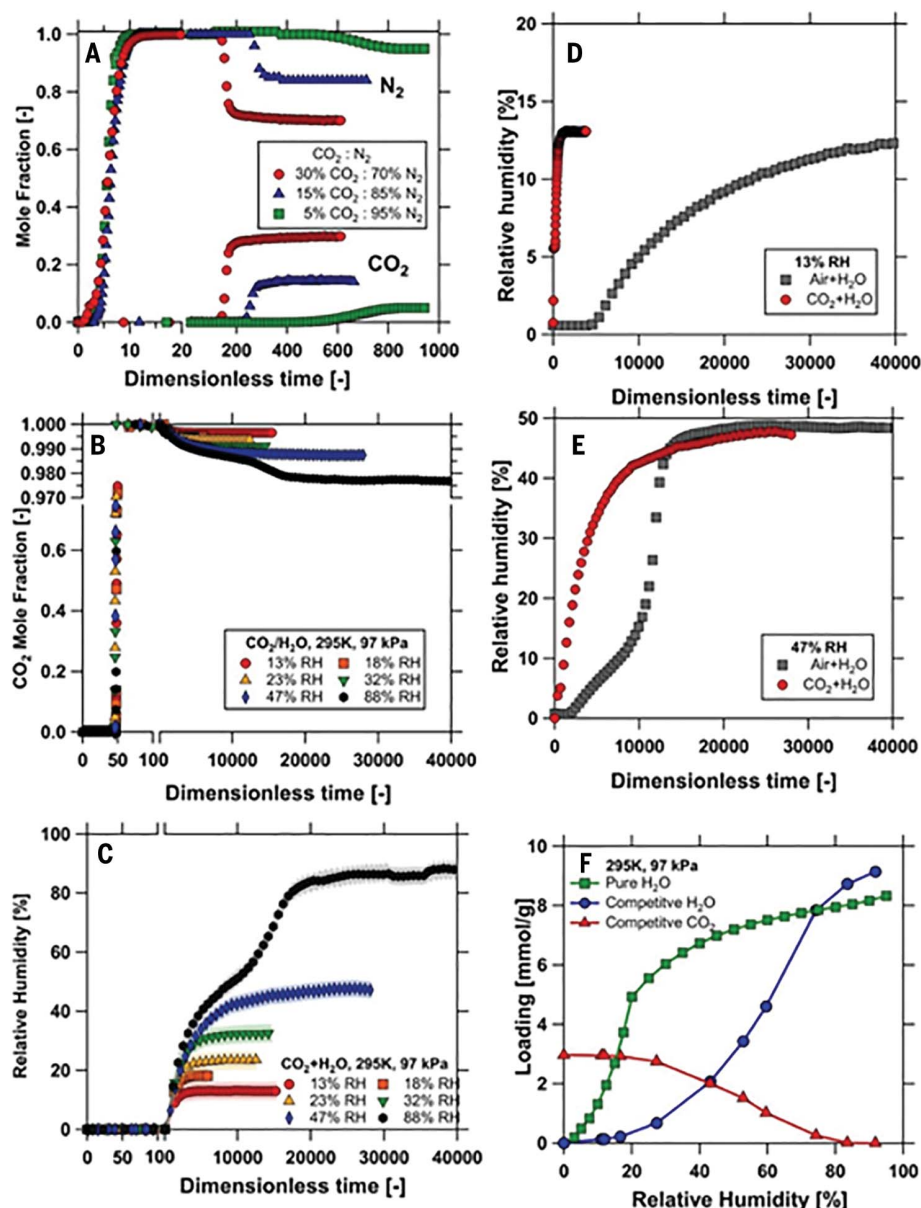 A
1.0
0.8
0.6
0.4
0.2
0.0
Mole Fraction [-]
N2
CO2 : N2
30% CO2 : 70% N2
15% CO2 : 85% N2
5% CO2 : 95% N2
CO2
0 10 20 200 400 600 800 1000
Dimensionless time [-]
B
1.000
0.990
0.980
0.970
0.6
0.4
0.2
0.0
CO2 Mole Fraction [-]
CO2/H2O, 295K, 97 kPa
13% RH 18% RH
23% RH 32% RH
47% RH 88% RH
0 50 100 10000 20000 30000 40000
Dimensionless time [-]
C
100
80
60
40
20
0
Relative Humidity [%]
CO2+H2O, 295K, 97 kPa
13% RH 18% RH
23% RH 32% RH
47% RH 88% RH
0 50 100 10000 20000 30000 40000
Dimensionless time [-]
D
20
15
10
5
0
Relative humidity [%]
13% RH
Air+H2O
CO2+H2O
0 10000 20000 30000 40000
Dimensionless time [-]
E
50
40
30
20
10
0
Relative humidity [%]
47% RH
Air+H2O
CO2+H2O
0 10000 20000 30000 40000
Dimensionless time [-]
F
10
8
6
4
2
0
Loading [mmol/g]
295K, 97 kPa
Pure H2O
Competitve H2O
Competitve CO2
0 20 40 60 80 100
Relative Humidity [%]